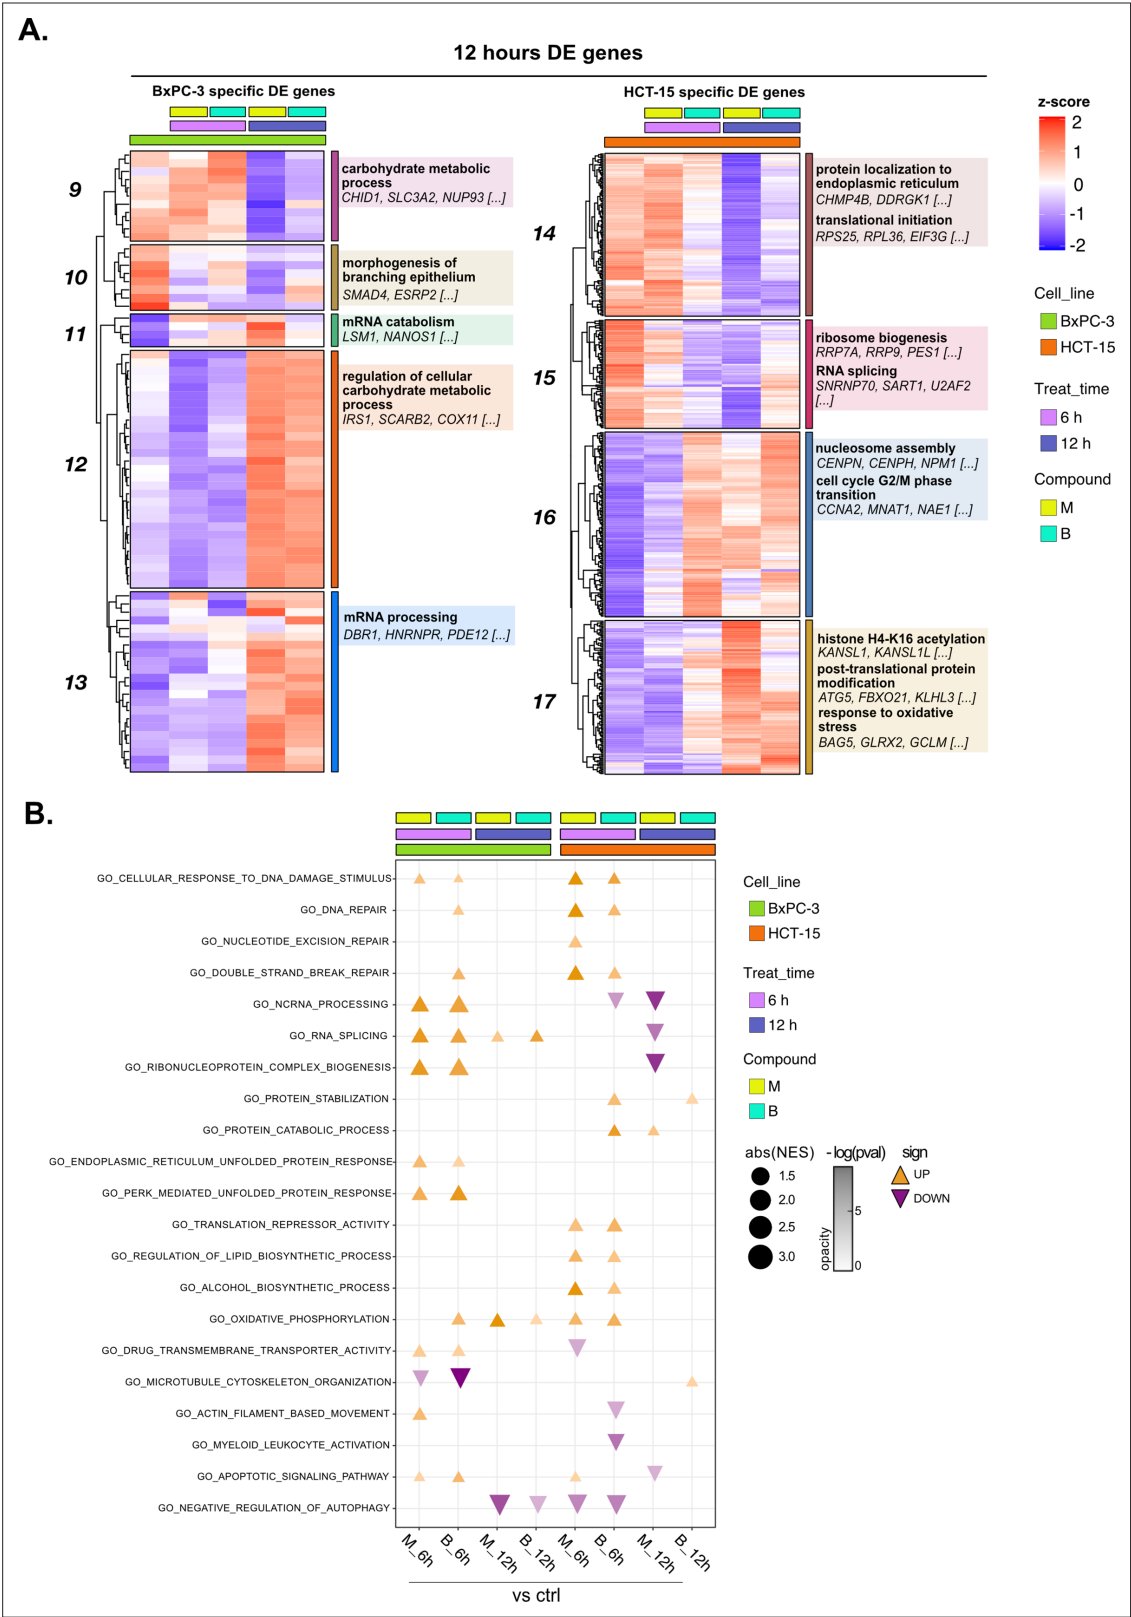 A.
12 hours DE genes
BxPC-3 specific DE genes
HCT-15 specific DE genes
9
carbohydrate metabolic
process
CHID1, SLC3A2, NUP93 [...]
10
morphogenesis of
branching epithelium
SMAD4, ESRP2 [...]
11
mRNA catabolism
LSM1, NANOS1 [...]
12
regulation of cellular
carbohydrate metabolic
process
IRS1, SCARB2, COX11 [...]
13
mRNA processing
DBR1, HNRNPR, PDE12 [...]
14
protein localization to
endoplasmic reticulum
CHMP4B, DDRGK1 [...]
translational initiation
RPS25, RPL36, EIF3G [...]
15
ribosome biogenesis
RRP7A, RRP9, PES1 [...]
RNA splicing
SNRNP70, SART1, U2AF2
[...]
16
nucleosome assembly
CENPN, CENPH, NPM1 [...]
cell cycle G2/M phase
transition
CCNA2, MNAT1, NAE1 [...]
17
histone H4-K16 acetylation
KANSL1, KANSL1L [...]
post-translational protein
modification
ATG5, FBXO21, KLHL3 [...]
response to oxidative
stress
BAG5, GLRX2, GCLM [...]
z-score
2
1
0
-1
-2
Cell_line
BxPC-3
HCT-15
Treat_time
6 h
12 h
Compound
M
B
B.
GO_CELLULAR_RESPONSE_TO_DNA_DAMAGE_STIMULUS
GO_DNA_REPAIR
GO_NUCLEOTIDE_EXCISION_REPAIR
GO_DOUBLE_STRAND_BREAK_REPAIR
GO_NCRNA_PROCESSING
GO_RNA_SPLICING
GO_RIBONUCLEOPROTEIN_COMPLEX_BIOGENESIS
GO_PROTEIN_STABILIZATION
GO_PROTEIN_CATABOLIC_PROCESS
GO_ENDOPLASMIC_RETICULUM_UNFOLDED_PROTEIN_RESPONSE
GO_PERK_MEDIATED_UNFOLDED_PROTEIN_RESPONSE
GO_TRANSLATION_REPRESSOR_ACTIVITY
GO_REGULATION_OF_LIPID_BIOSYNTHETIC_PROCESS
GO_ALCOHOL_BIOSYNTHETIC_PROCESS
GO_OXIDATIVE_PHOSPHORYLATION
GO_DRUG_TRANSMEMBRANE_TRANSPORTER_ACTIVITY
GO_MICROTUBULE_CYTOSKELETON_ORGANIZATION
GO_ACTIN_FILAMENT_BASED_MOVEMENT
GO_MYELOID_LEUKOCYTE_ACTIVATION
GO_APOPTOTIC_SIGNALING_PATHWAY
GO_NEGATIVE_REGULATION_OF_AUTOPHAGY
M_6h
B_6h
M_12h
B_12h
M_6h
B_6h
M_12h
B_12h
vs ctrl
Cell_line
BxPC-3
HCT-15
Treat_time
6 h
12 h
Compound
M
B
abs(NES)
1.5
2.0
2.5
3.0
- log(pval)
opacity
5
0
sign
UP
DOWN